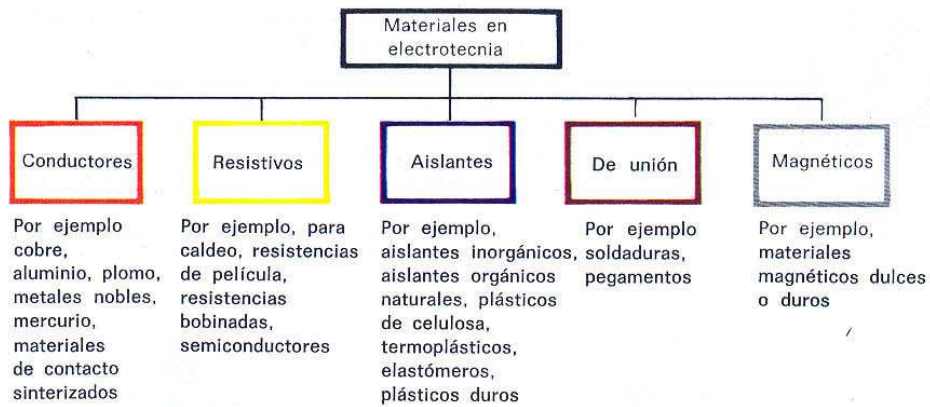 Materiales en
electrotecnia
Conductores
Por ejemplo
cobre,
aluminio, plomo,
metales nobles,
mercurio,
materiales
de contacto
sinterizados
Resistivos
Por ejemplo, para
caldeo, resistencias
de película,
resistencias
bobinadas,
semiconductores
Aislantes
Por ejemplo,
aislantes inorgánicos,
aislantes orgánicos
naturales, plásticos
de celulosa,
termoplásticos,
elastómeros,
plásticos duros
De unión
Por ejemplo
soldaduras,
pegamentos
Magnéticos
Por ejemplo,
materiales
magnéticos dulces
o duros